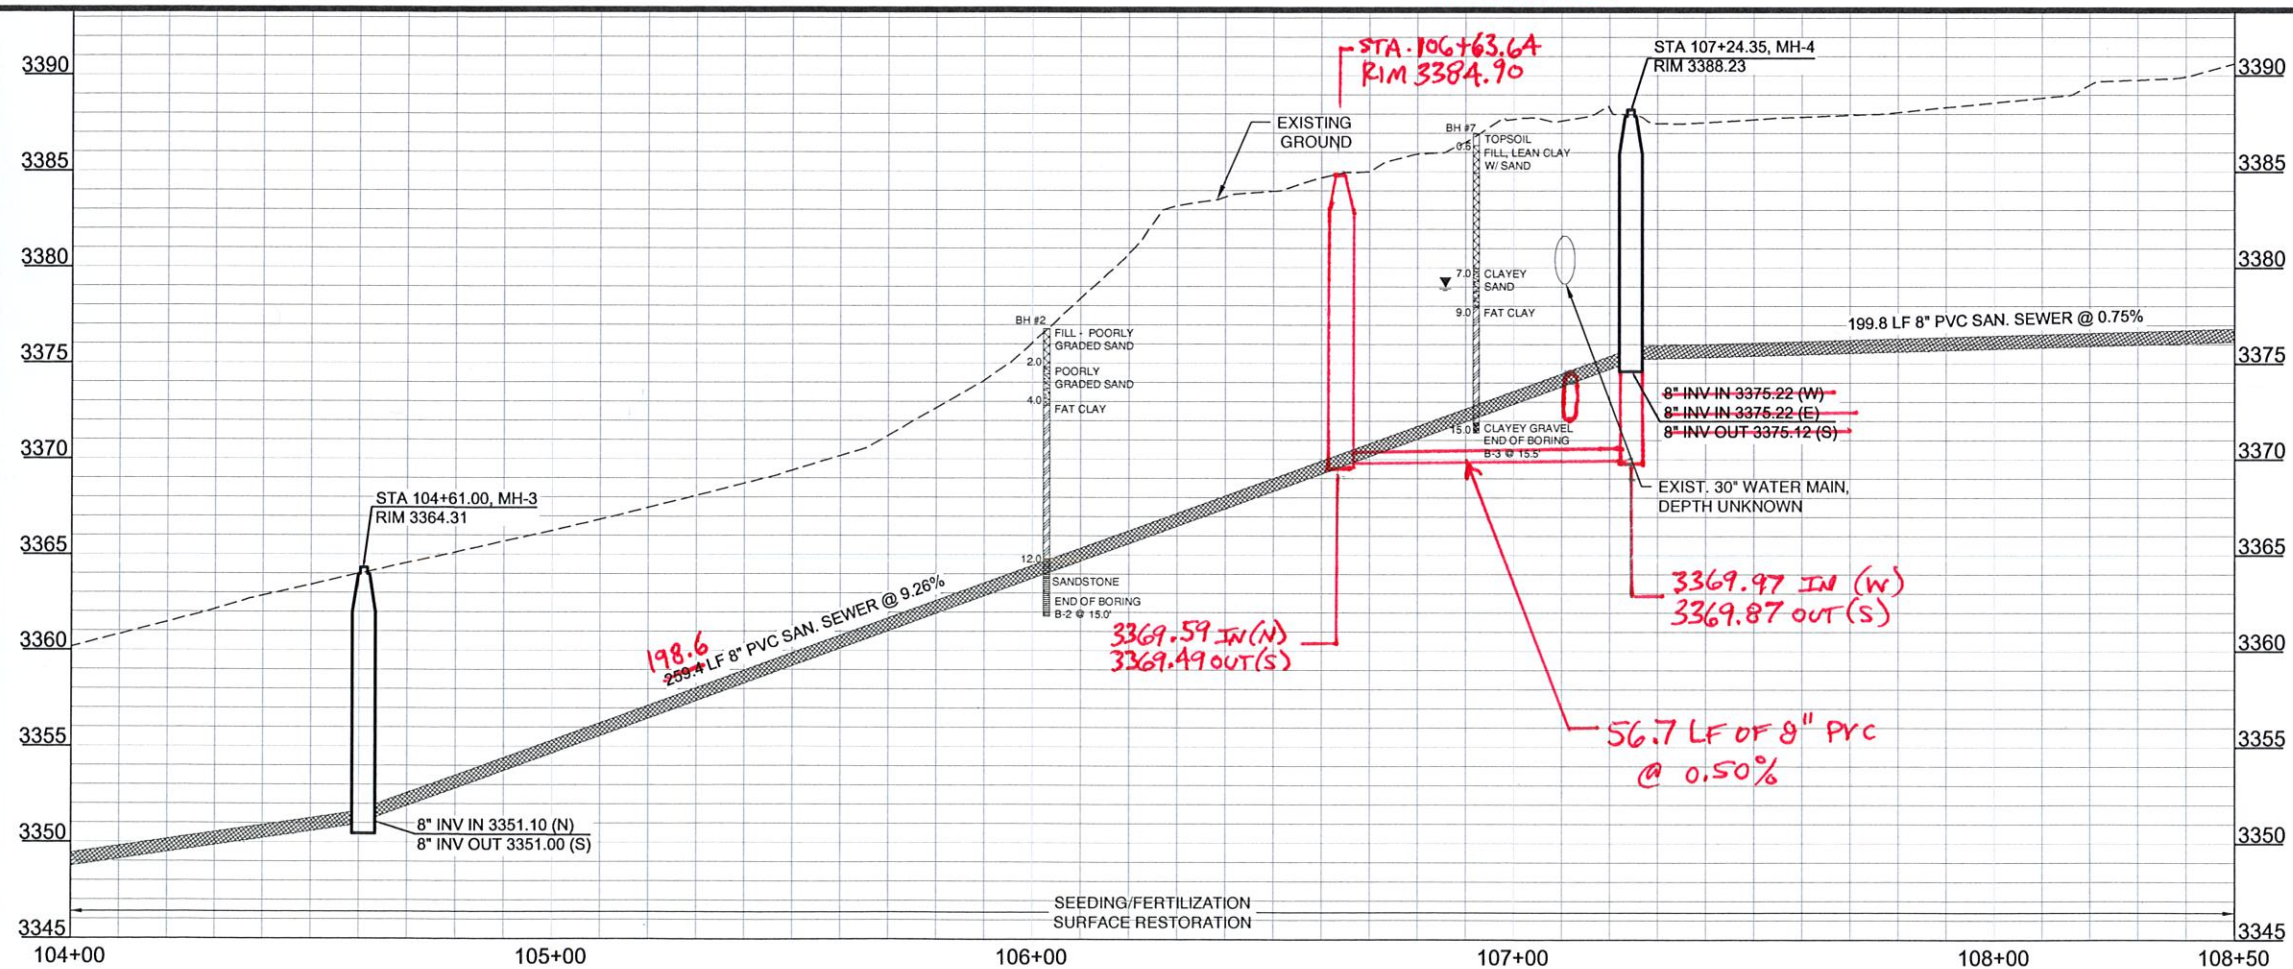 3390
3385
3380
3375
3370
3365
3360
3355
3350
3345
STA 104+61.00, MH-3
RIM 3364.31
8" INV IN 3351.10 (N)
8" INV OUT 3351.00 (S)
198.6
259.4 LF 8" PVC SAN. SEWER @ 9.26%
BH #2
FILL - POORLY
GRADED SAND
2.0
POORLY
GRADED SAND
4.0
FAT CLAY
12.0
SANDSTONE
END OF BORING
B-2 @ 15.0'
EXISTING
GROUND
STA. 106+63.64
RIM 3384.90
3369.59 IN (N)
3369.49 OUT (S)
BH #7
TOPSOIL
0.6
FILL, LEAN CLAY
W/ SAND
7.0
CLAYEY
SAND
9.0
FAT CLAY
15.0
CLAYEY GRAVEL
END OF BORING
B-3 @ 15.5'
STA 107+24.35, MH-4
RIM 3388.23
199.8 LF 8" PVC SAN. SEWER @ 0.75%
8" INV IN 3375.22 (W)
8" INV IN 3375.22 (E)
8" INV OUT 3375.12 (S)
EXIST. 30" WATER MAIN,
DEPTH UNKNOWN
3369.97 IN (W)
3369.87 OUT (S)
56.7 LF OF 8" PVC
@ 0.50%
3390
3385
3380
3375
3370
3365
3360
3355
3350
3345
SEEDING/FERTILIZATION
SURFACE RESTORATION
104+00
105+00
106+00
107+00
108+00
108+50